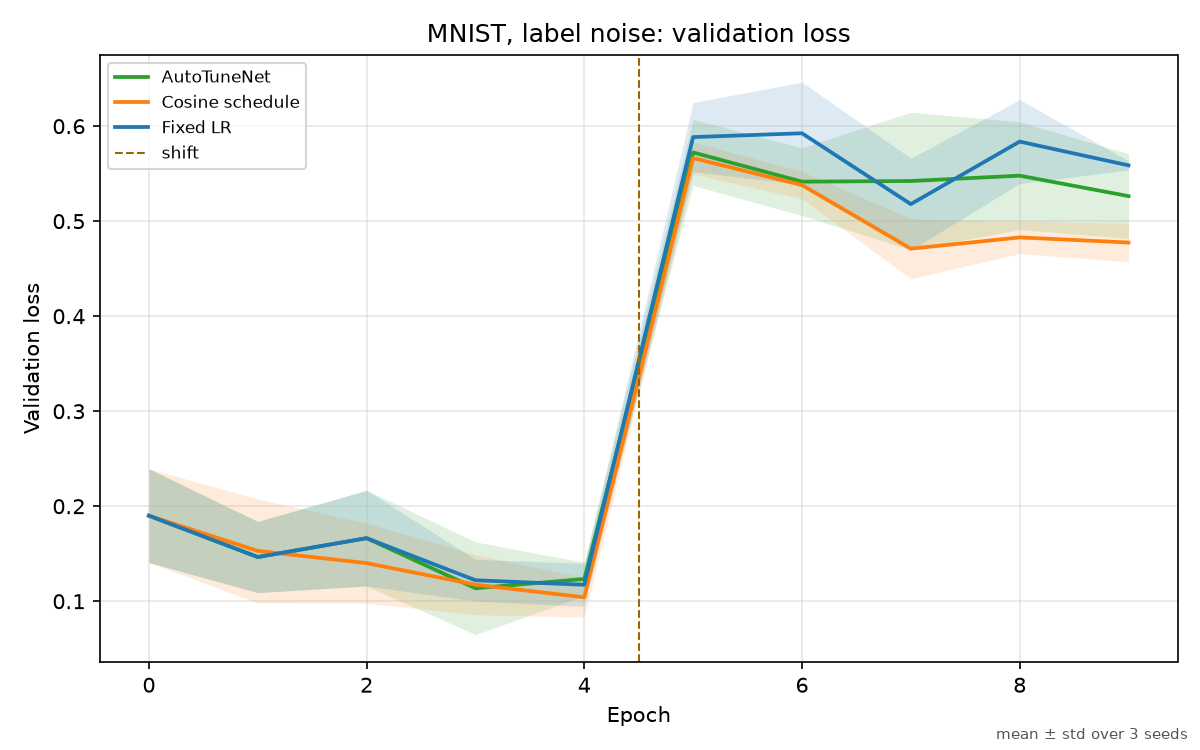 MNIST, label noise: validation loss
AutoTuneNet
Cosine schedule
Fixed LR
shift
Validation loss
0.6
0.5
0.4
0.3
0.2
0.1
0 2 4 6 8
Epoch
mean ± std over 3 seeds